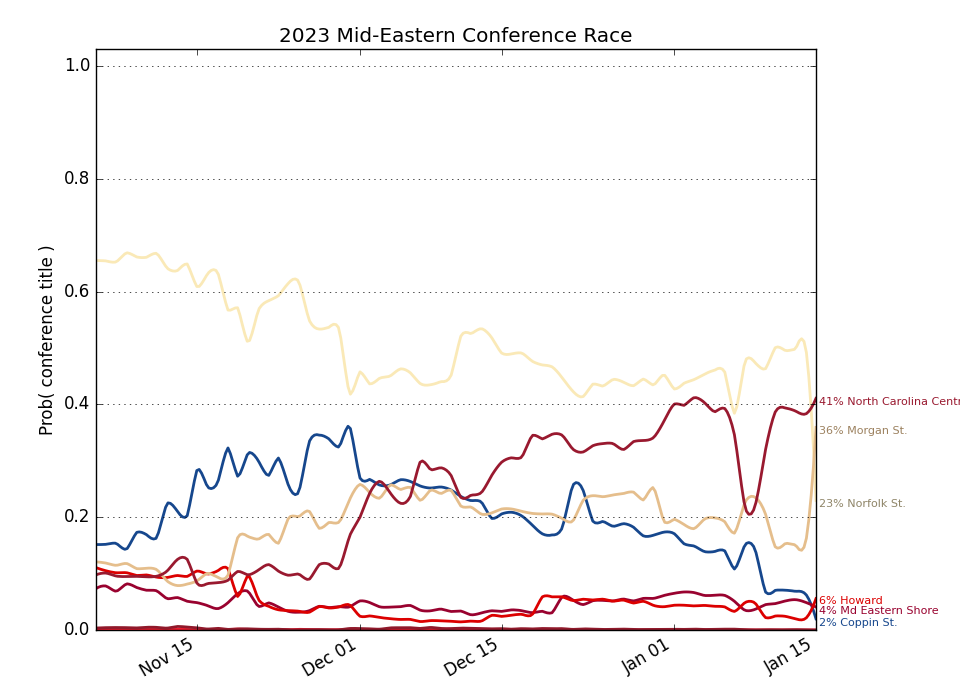 2023 Mid-Eastern Conference Race
Prob( conference title )
1.0
0.8
0.6
0.4
0.2
0.0
Nov 15
Dec 01
Dec 15
Jan 01
Jan 15
41% North Carolina Centr
36% Morgan St.
23% Norfolk St.
6% Howard
4% Md Eastern Shore
2% Coppin St.